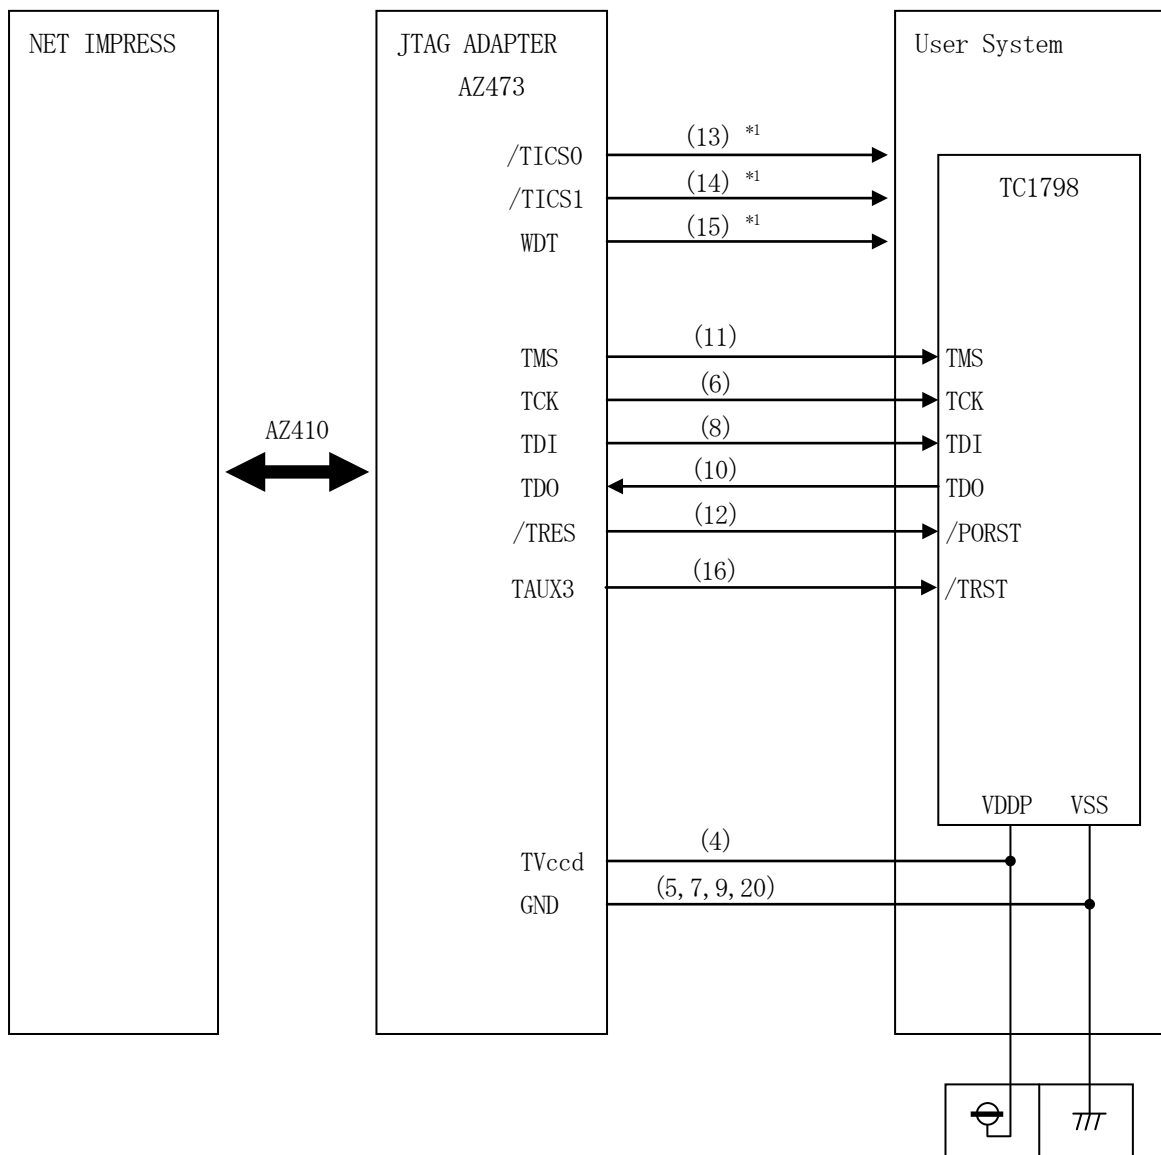 NET IMPRESS
JTAG ADAPTER
AZ473
User System
TC1798
/TICS0 (13) *1
/TICS1 (14) *1
WDT (15) *1
TMS (11) TMS
TCK (6) TCK
AZ410
TDI (8) TDI
TDO (10) TDO
/TRES (12) /PORST
TAUX3 (16) /TRST
VDDP VSS
TVccd (4)
GND (5,7,9,20)